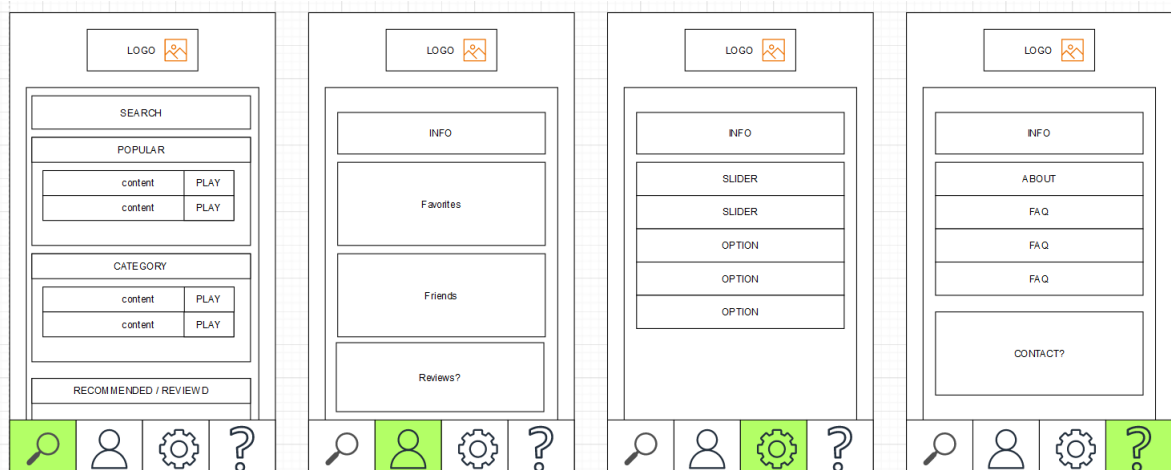 LOGO
SEARCH
POPULAR
content PLAY
content PLAY
CATEGORY
content PLAY
content PLAY
RECOMMENDED / REVIEWD
LOGO
INFO
Favorites
Friends
Reviews?
LOGO
INFO
SLIDER
SLIDER
OPTION
OPTION
OPTION
LOGO
INFO
ABOUT
FAQ
FAQ
FAQ
CONTACT?